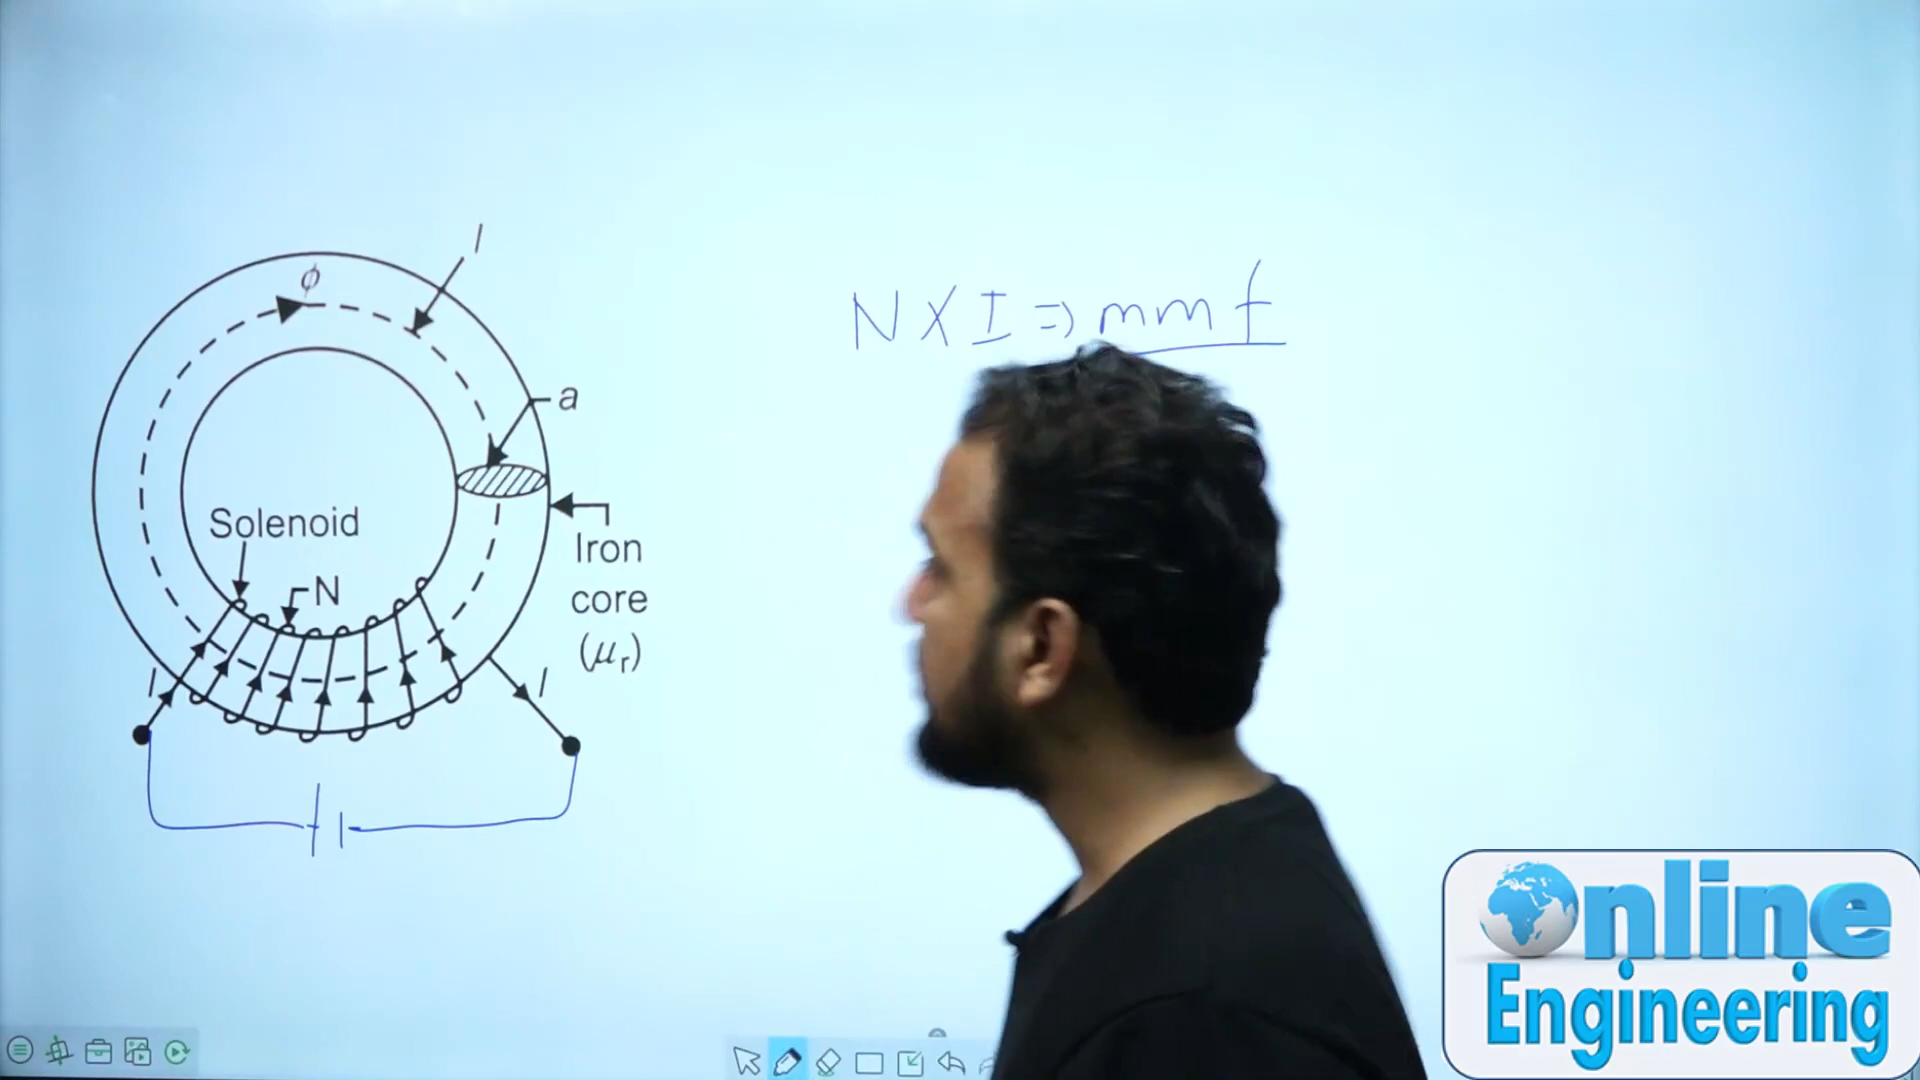 l
ϕ
N X I ⇒ mmf
a
Solenoid
N
Iron
core
(μr)
I
I
Online
Engineering